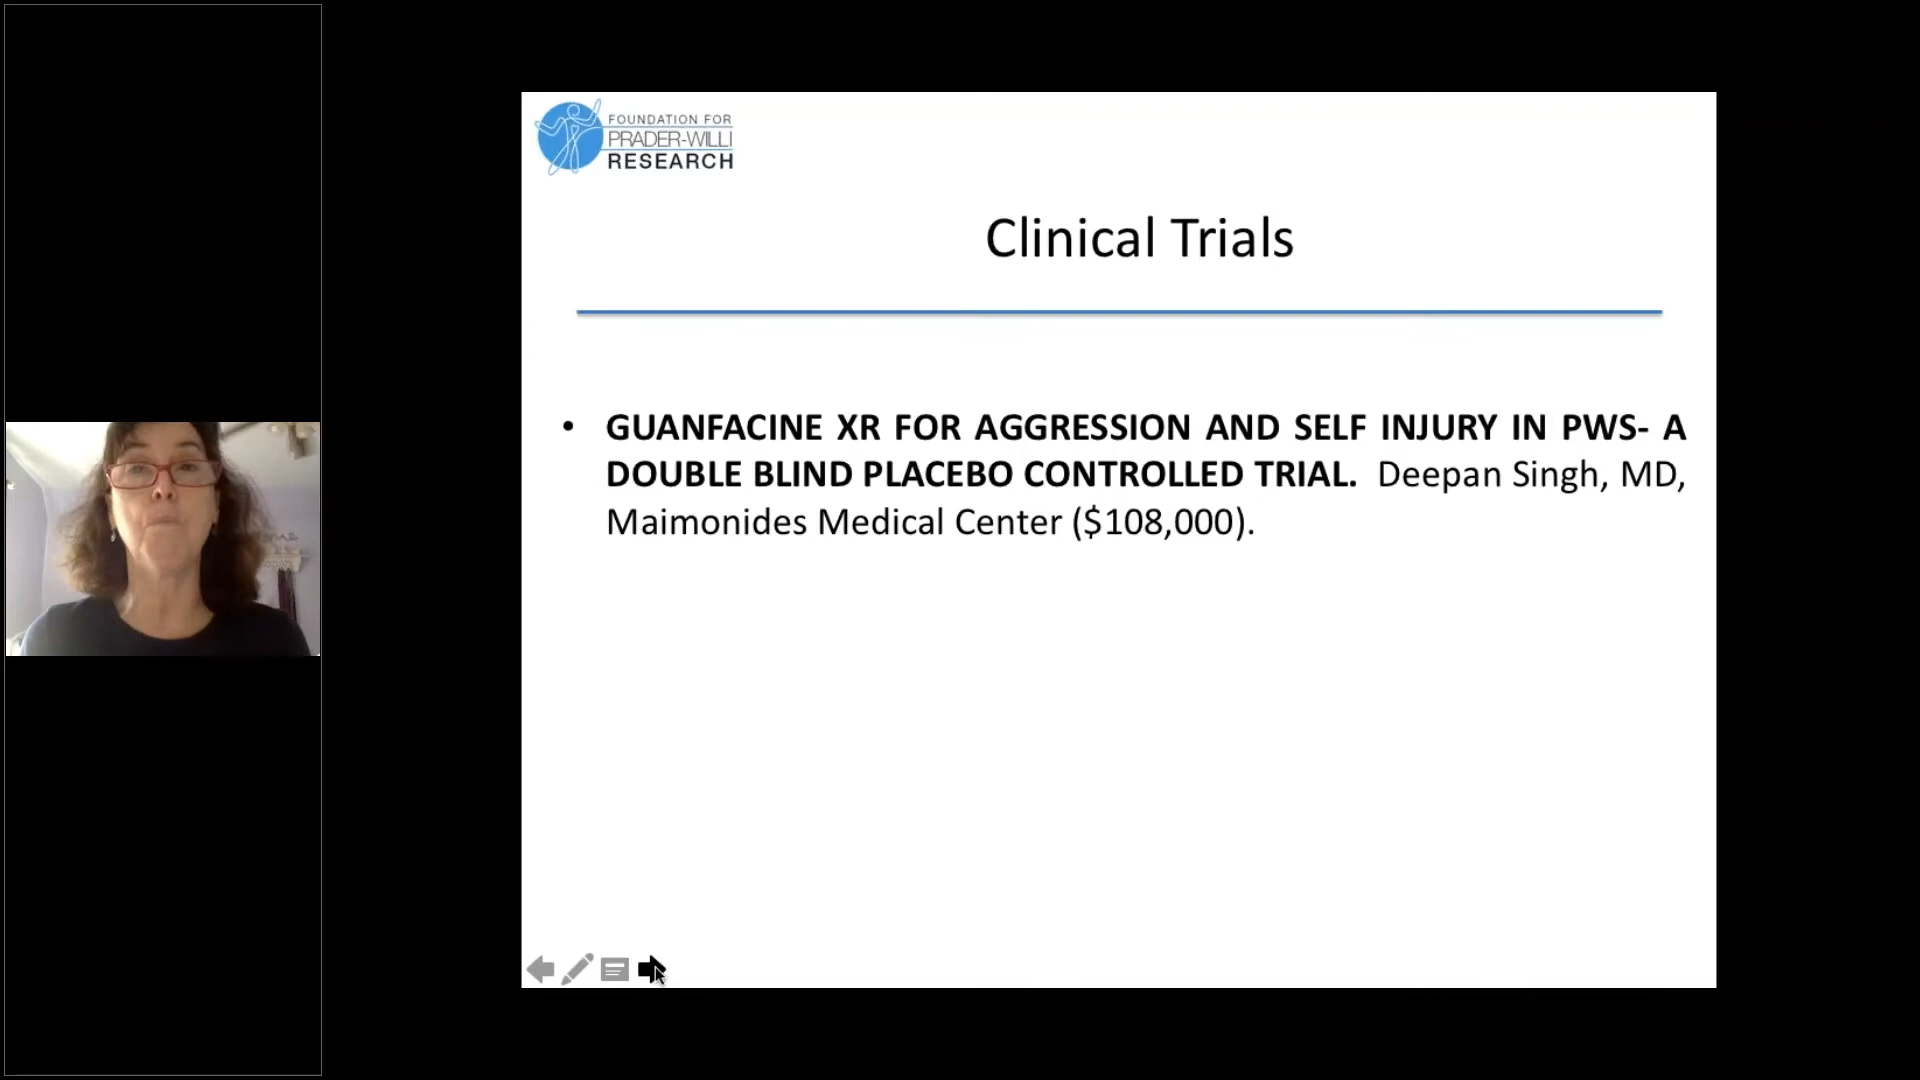 FOUNDATION FOR
PRADER-WILLI
RESEARCH
Clinical Trials
• GUANFACINE XR FOR AGGRESSION AND SELF INJURY IN PWS- A
DOUBLE BLIND PLACEBO CONTROLLED TRIAL. Deepan Singh, MD,
Maimonides Medical Center ($108,000).